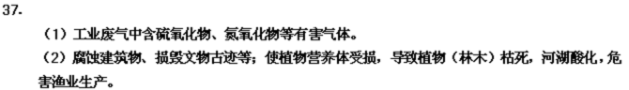 37.
（1）工业废气中含硫氧化物、氮氧化物等有害气体。
（2）腐蚀建筑物、损毁文物古迹等；使植物营养体受损，导致植物（林木）枯死，河湖酸化，危
害渔业生产。